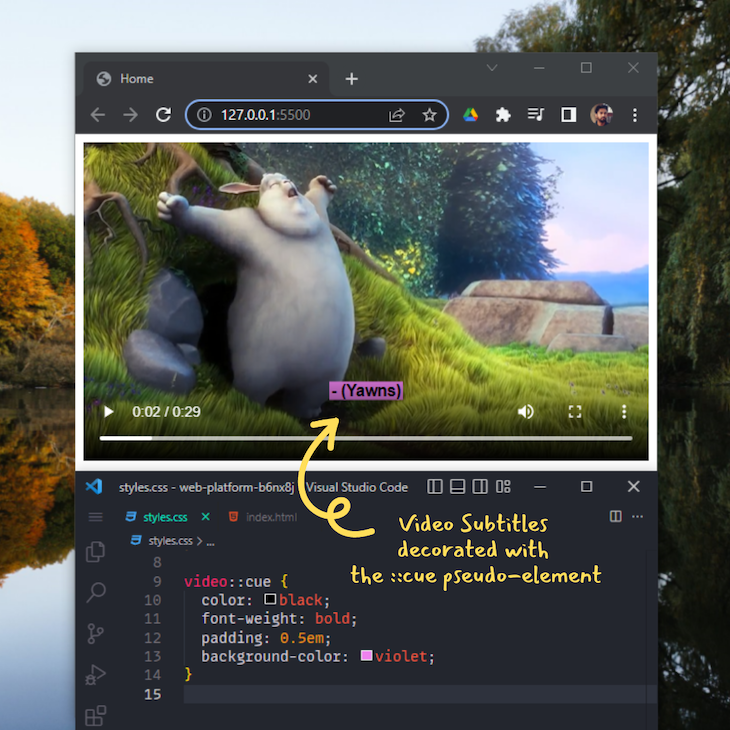 Home
127.0.0.1:5500
- (Yawns)
0:02 / 0:29
styles.css - web-platform-b6nx8j Visual Studio Code
styles.css
index.html
styles.css > ...
8
9 video::cue {
10 color: black;
11 font-weight: bold;
12 padding: 0.5em;
13 background-color: violet;
14 }
15
Video Subtitles
decorated with
the ::cue pseudo-element